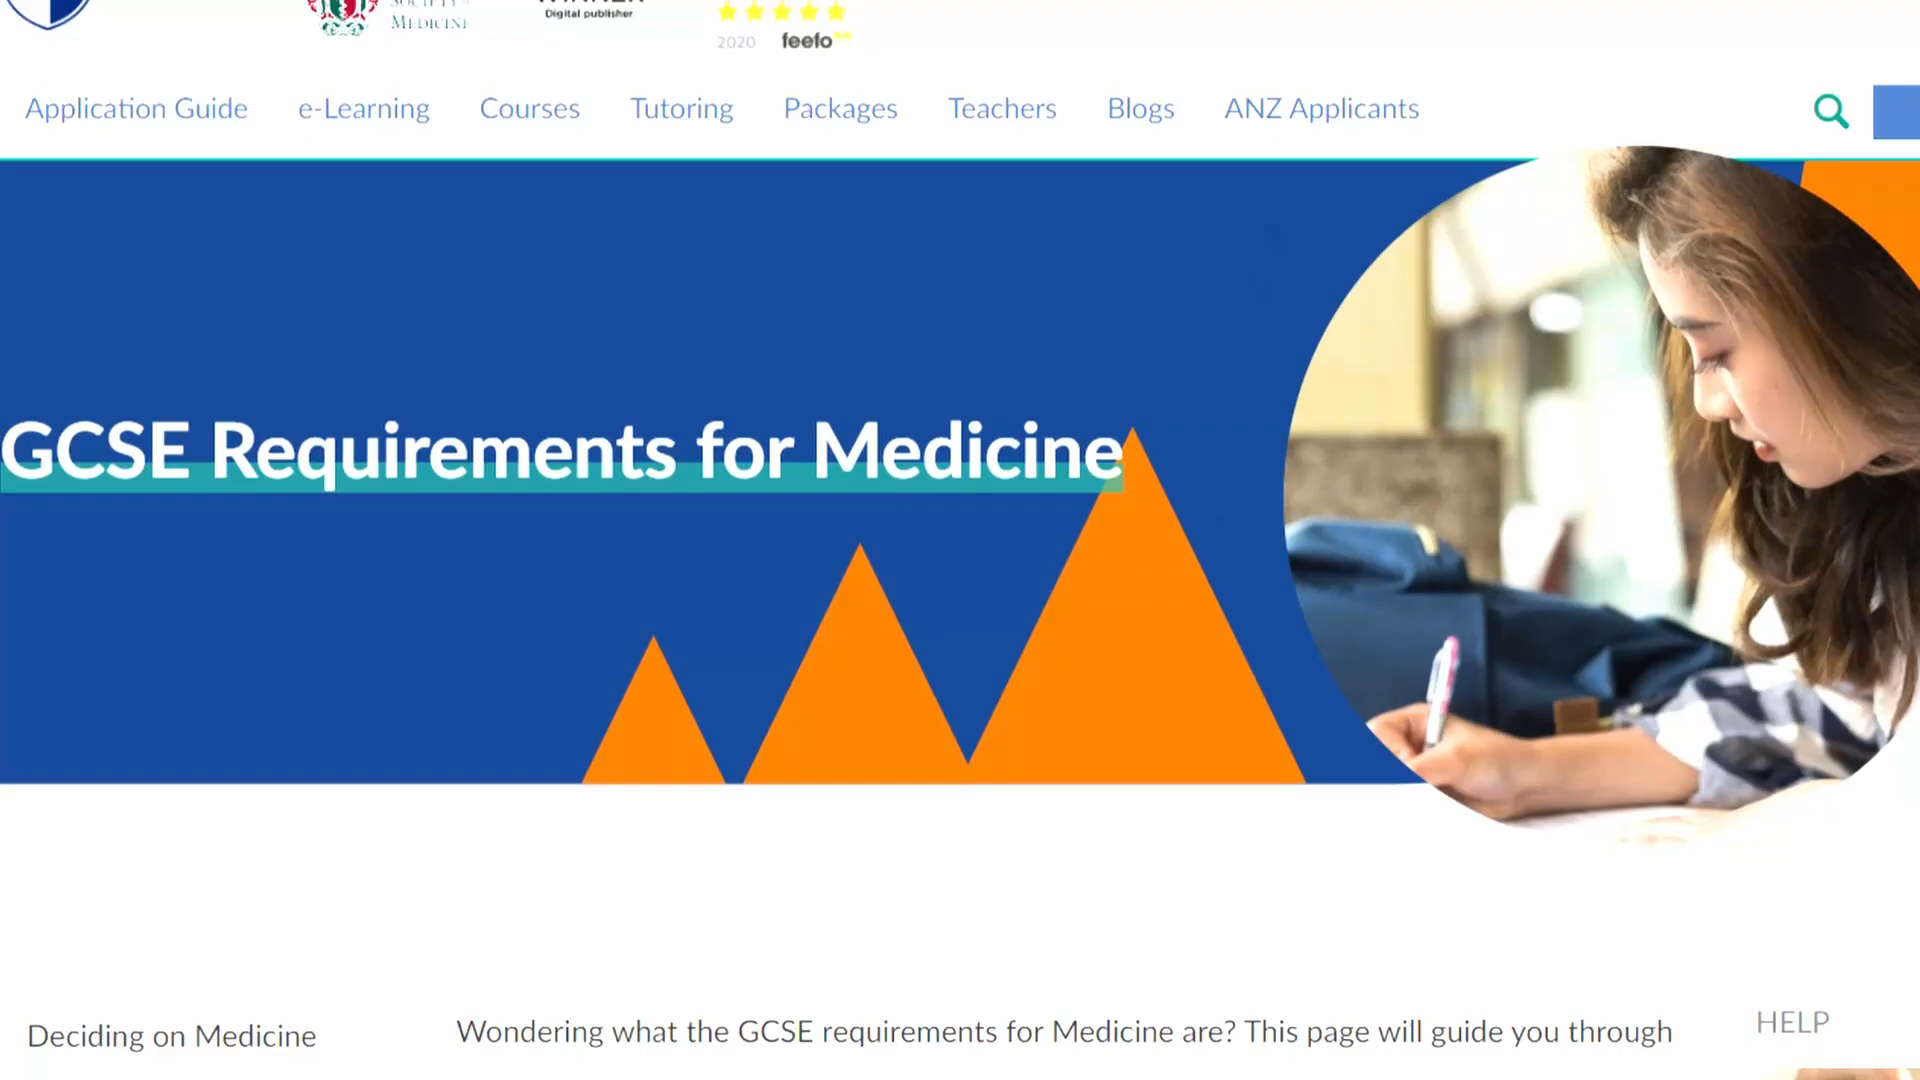 MEDICINE
Digital publisher
2020 feefo
Application Guide e-Learning Courses Tutoring Packages Teachers Blogs ANZ Applicants
GCSE Requirements for Medicine
Deciding on Medicine
Wondering what the GCSE requirements for Medicine are? This page will guide you through
HELP